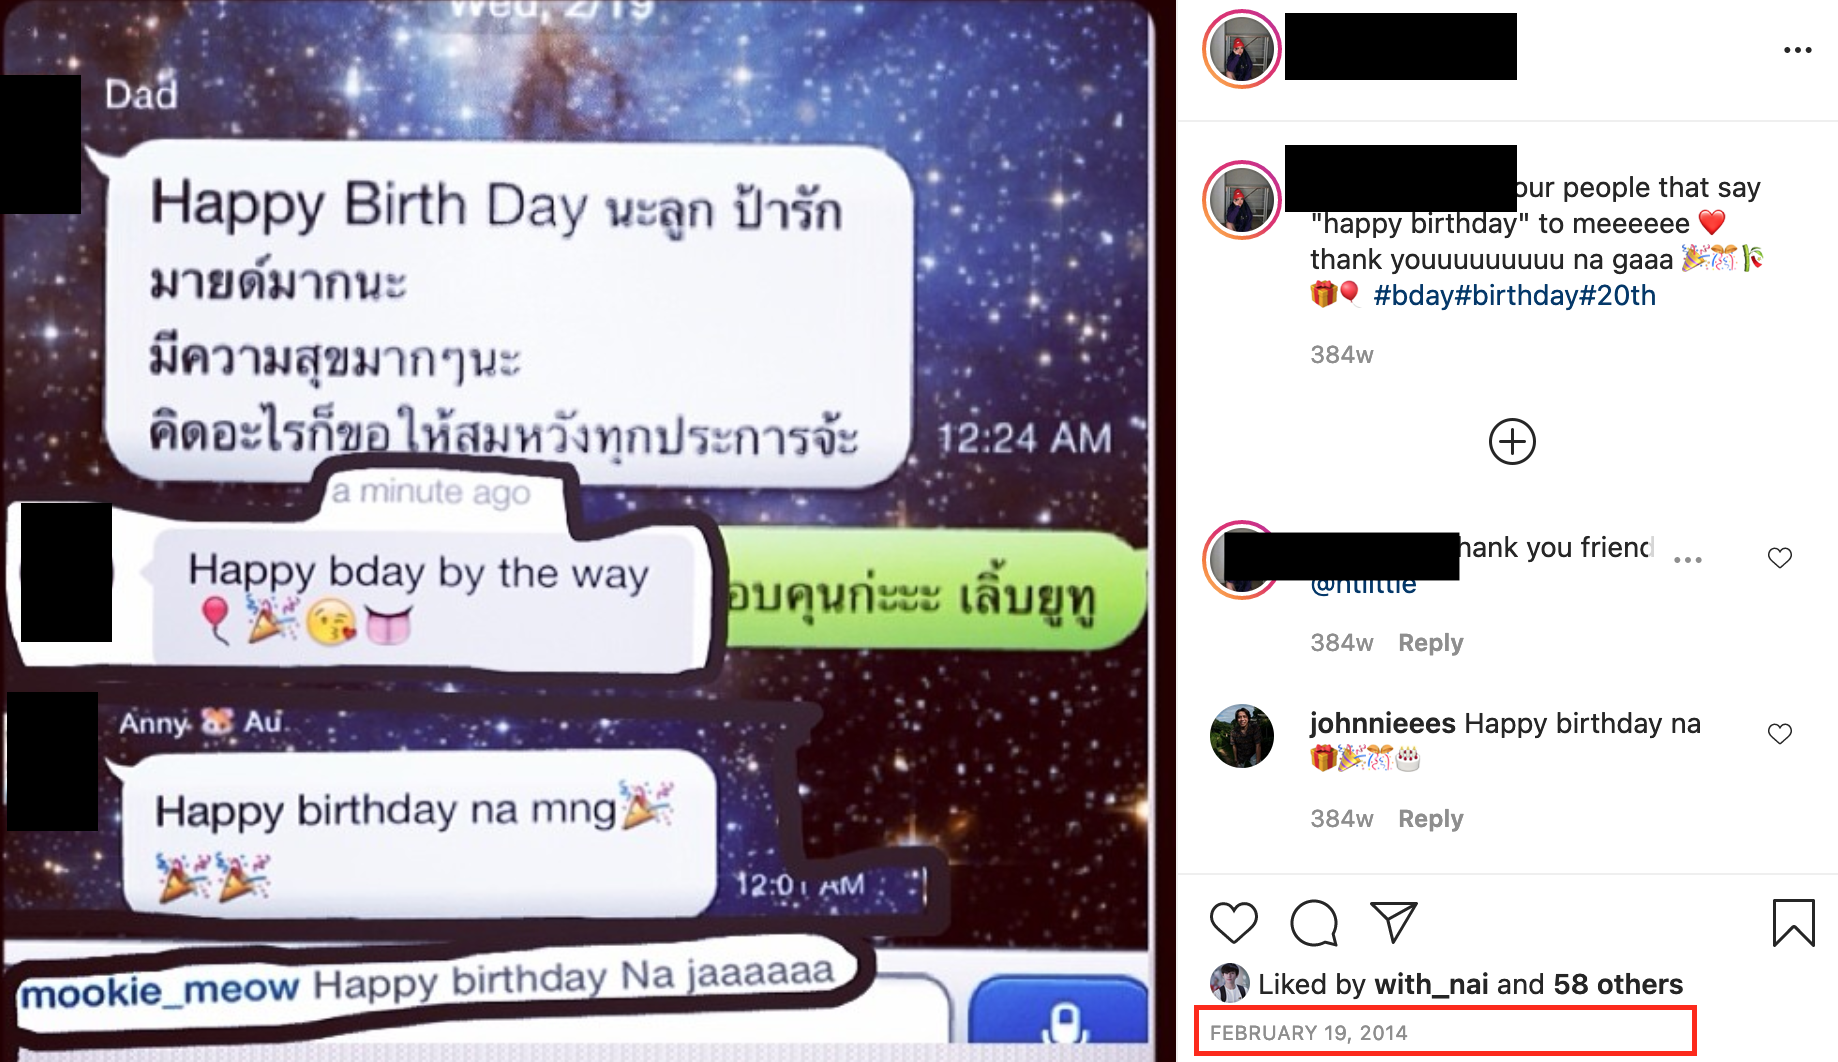 Wed, 2/19
Dad
Happy Birth Day นะลูก ป้ารัก
มายด์มากนะ
มีความสุขมากๆนะ
คิดอะไรก็ขอให้สมหวังทุกประการจ้ะ
12:24 AM
a minute ago
Happy bday by the way
อบคุนก่ะะะ เลิ้บยูทู
Anny Au
Happy birthday na mng
12:01 AM
mookie_meow Happy birthday Na jaaaaaa
our people that say
"happy birthday" to meeeeee ❤️
thank youuuuuuuuu na gaaa 🎉🎊🎋
🎁🎈 #bday#birthday#20th
384w
hank you friend
@ntlittle
384w Reply
johnnieees Happy birthday na
🎁🎉🎊🎂
384w Reply
Liked by with_nai and 58 others
FEBRUARY 19, 2014